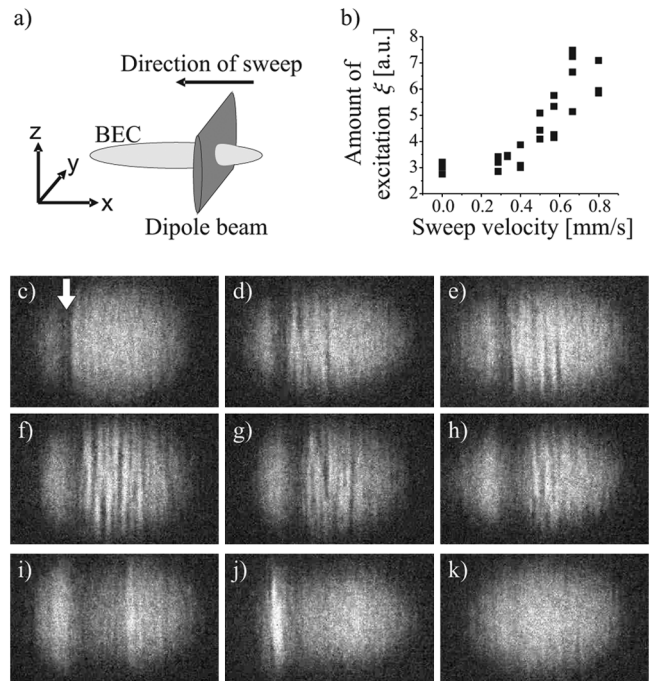 a)
Direction of sweep
BEC
z
y
x
Dipole beam
b)
Amount of
excitation ξ [a.u.]
8
7
6
5
4
3
2
0.0 0.2 0.4 0.6 0.8
Sweep velocity [mm/s]
c) d) e)
f) g) h)
i) j) k)